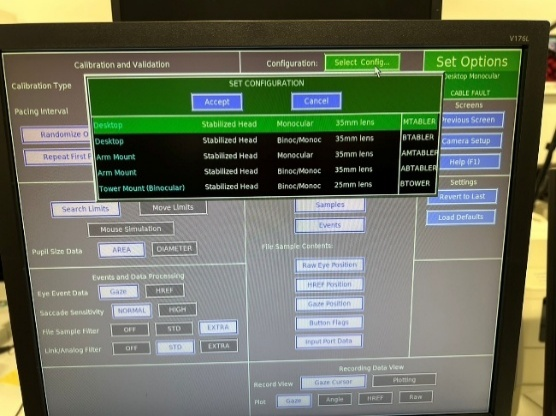 V176L
Calibration and Validation
Configuration:
Select Config...
Set Options
Desktop Monocular
CABLE FAULT
Calibration Type
Pacing Interval
Randomize O
Repeat First P
SET CONFIGURATION
Accept
Cancel
Desktop Stabilized Head Monocular 35mm lens MTABLER
Desktop Stabilized Head Binoc/Monoc 35mm lens BTABLER
Arm Mount Stabilized Head Monocular 35mm lens AMTABLER
Arm Mount Stabilized Head Binoc/Monoc 35mm lens ABTABLER
Tower Mount (Binocular) Stabilized Head Binoc/Monoc 25mm lens BTOWER
Screens
Previous Screen
Camera Setup
Help (F1)
Settings
Revert to Last
Load Defaults
Search Limits
Move Limits
Mouse Simulation
Pupil Size Data
AREA
DIAMETER
Samples
Events
File Sample Contents:
Raw Eye Position
HREF Position
Gaze Position
Button Flags
Input Port Data
Events and Data Processing
Eye Event Data
Gaze
HREF
Saccade Sensitivity
NORMAL
HIGH
File Sample Filter
OFF
STD
EXTRA
Link/Analog Filter
OFF
STD
EXTRA
Recording Data View
Record View
Gaze Cursor
Plotting
Plot
Gaze
Angle
HREF
Raw